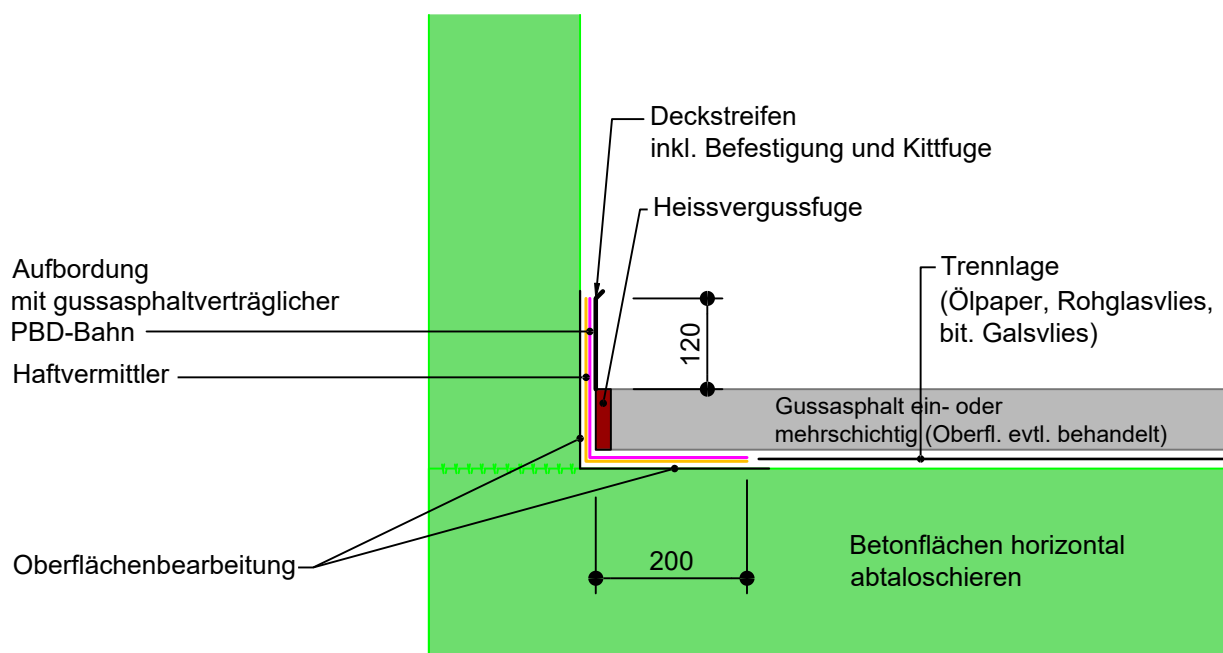 Deckstreifen
inkl. Befestigung und Kittfuge
Heissvergussfuge
Aufbordung
mit gussasphaltverträglicher
PBD-Bahn
Trennlage
(Ölpaper, Rohglasvlies,
bit. Galsvlies)
120
Haftvermittler
Gussasphalt ein- oder
mehrschichtig (Oberfl. evtl. behandelt)
Oberflächenbearbeitung
200
Betonflächen horizontal
abtaloschieren